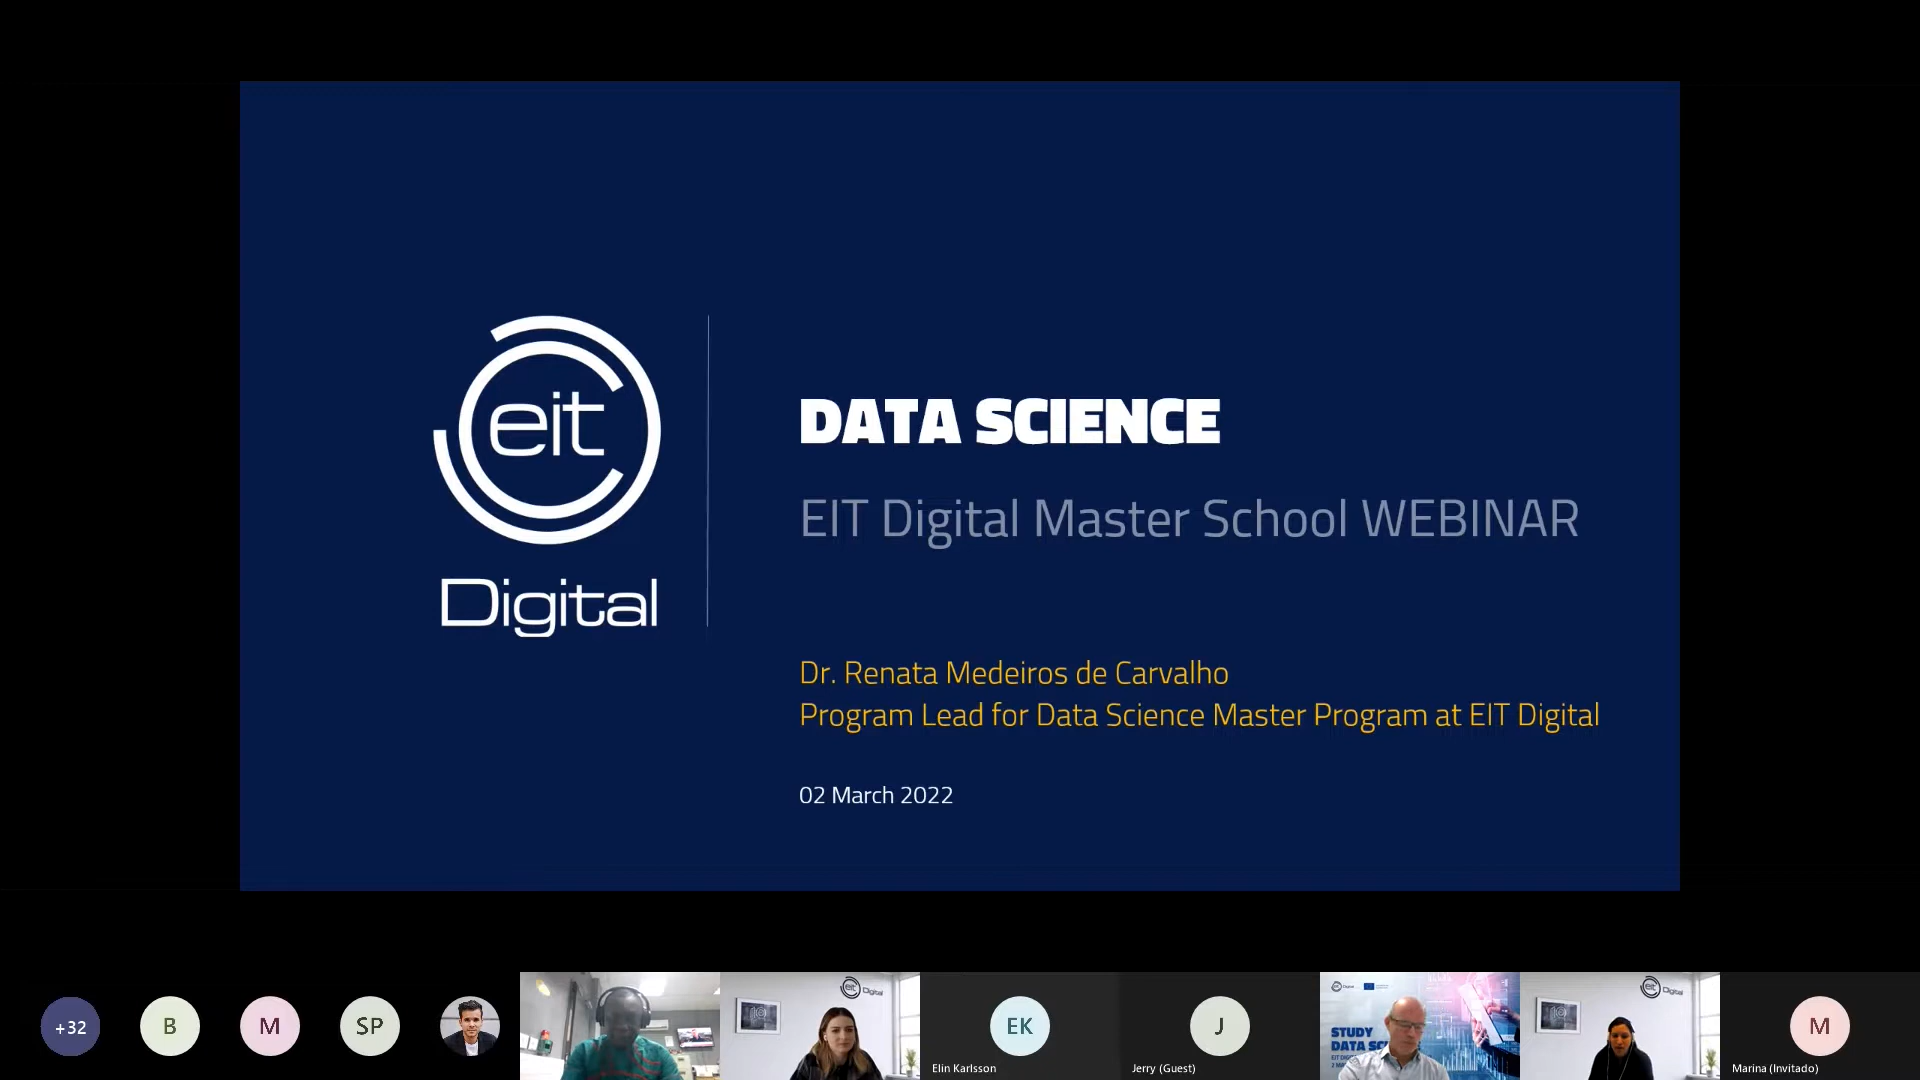 eit
Digital
DATA SCIENCE
EIT Digital Master School WEBINAR
Dr. Renata Medeiros de Carvalho
Program Lead for Data Science Master Program at EIT Digital
02 March 2022
+32
B
M
SP
EK
Elin Karlsson
J
Jerry (Guest)
STUDY
M
Marina (Invitado)